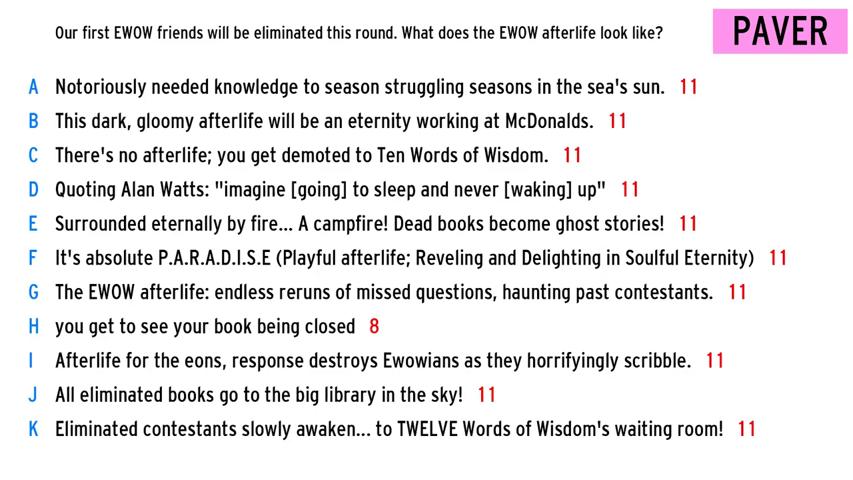 Our first EWOW friends will be eliminated this round. What does the EWOW afterlife look like?
PAVER
A Notoriously needed knowledge to season struggling seasons in the sea's sun. 11
B This dark, gloomy afterlife will be an eternity working at McDonalds. 11
C There's no afterlife; you get demoted to Ten Words of Wisdom. 11
D Quoting Alan Watts: "imagine [going] to sleep and never [waking] up" 11
E Surrounded eternally by fire... A campfire! Dead books become ghost stories! 11
F It's absolute P.A.R.A.D.I.S.E (Playful afterlife; Reveling and Delighting in Soulful Eternity) 11
G The EWOW afterlife: endless reruns of missed questions, haunting past contestants. 11
H you get to see your book being closed 8
I Afterlife for the eons, response destroys Ewowians as they horrifyingly scribble. 11
J All eliminated books go to the big library in the sky! 11
K Eliminated contestants slowly awaken... to TWELVE Words of Wisdom's waiting room! 11